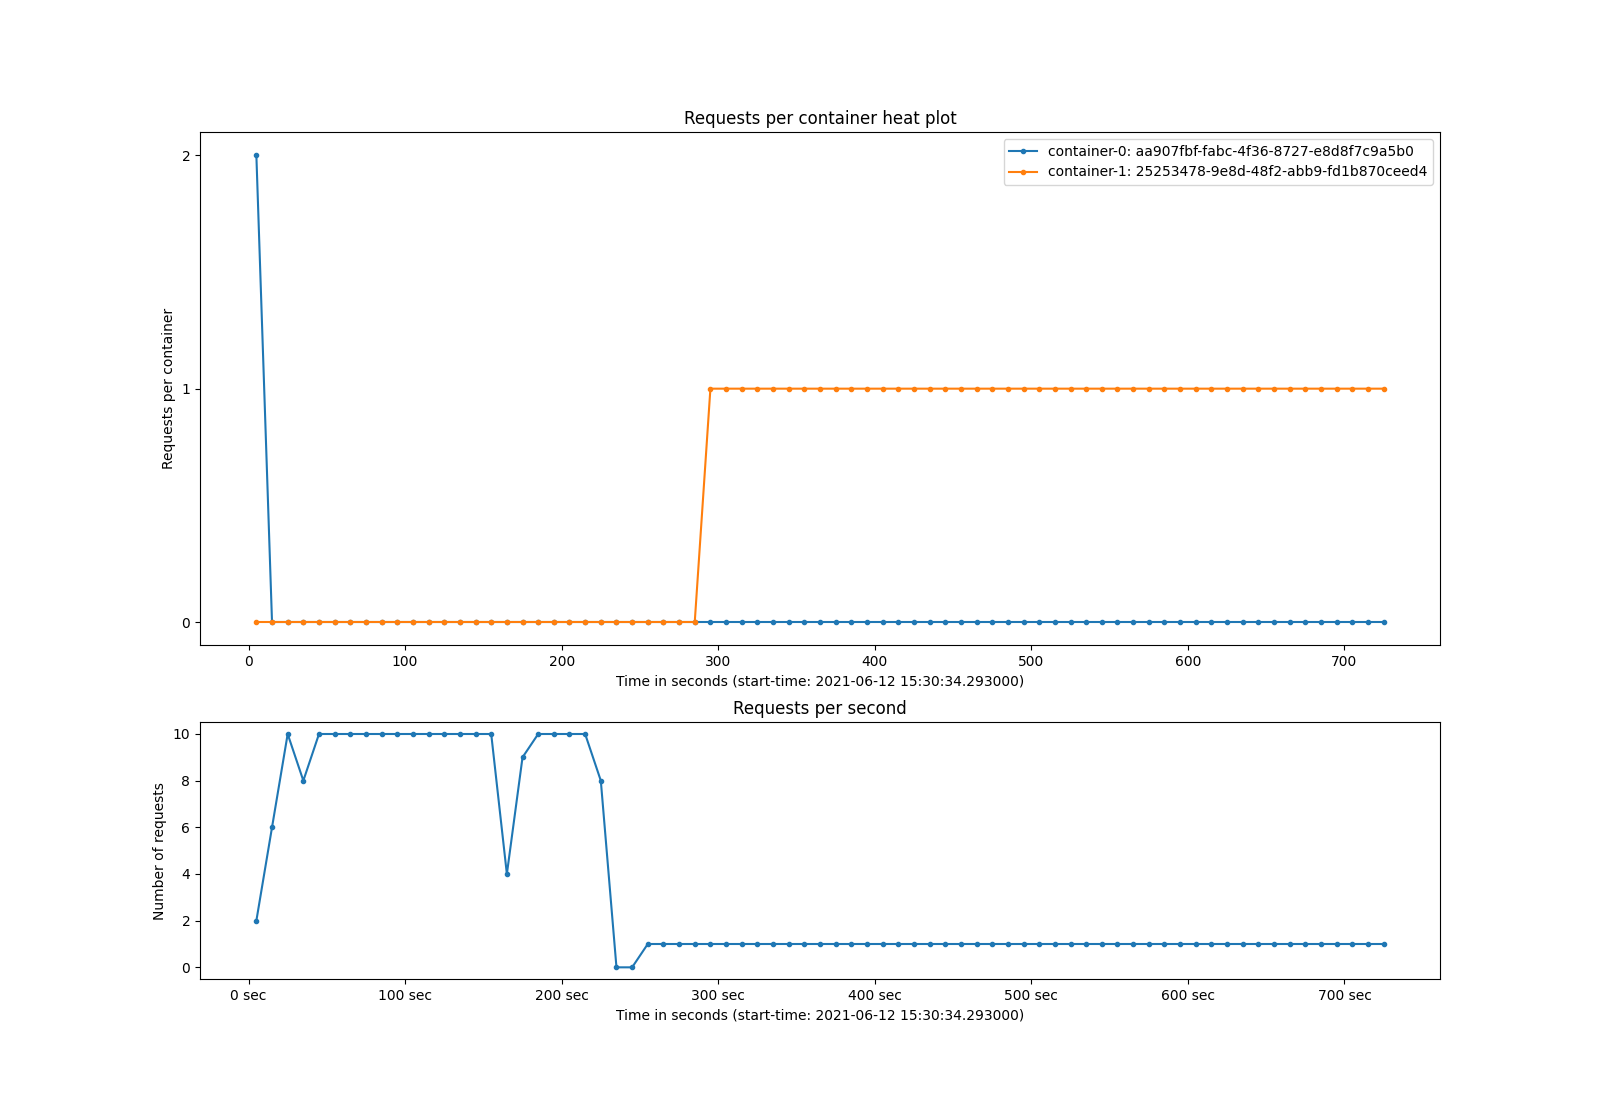 Requests per container heat plot
container-0: aa907fbf-fabc-4f36-8727-e8d8f7c9a5b0
container-1: 25253478-9e8d-48f2-abb9-fd1b870ceed4
Requests per container
2
1
0
0 100 200 300 400 500 600 700
Time in seconds (start-time: 2021-06-12 15:30:34.293000)
Requests per second
Number of requests
10
8
6
4
2
0
0 sec 100 sec 200 sec 300 sec 400 sec 500 sec 600 sec 700 sec
Time in seconds (start-time: 2021-06-12 15:30:34.293000)